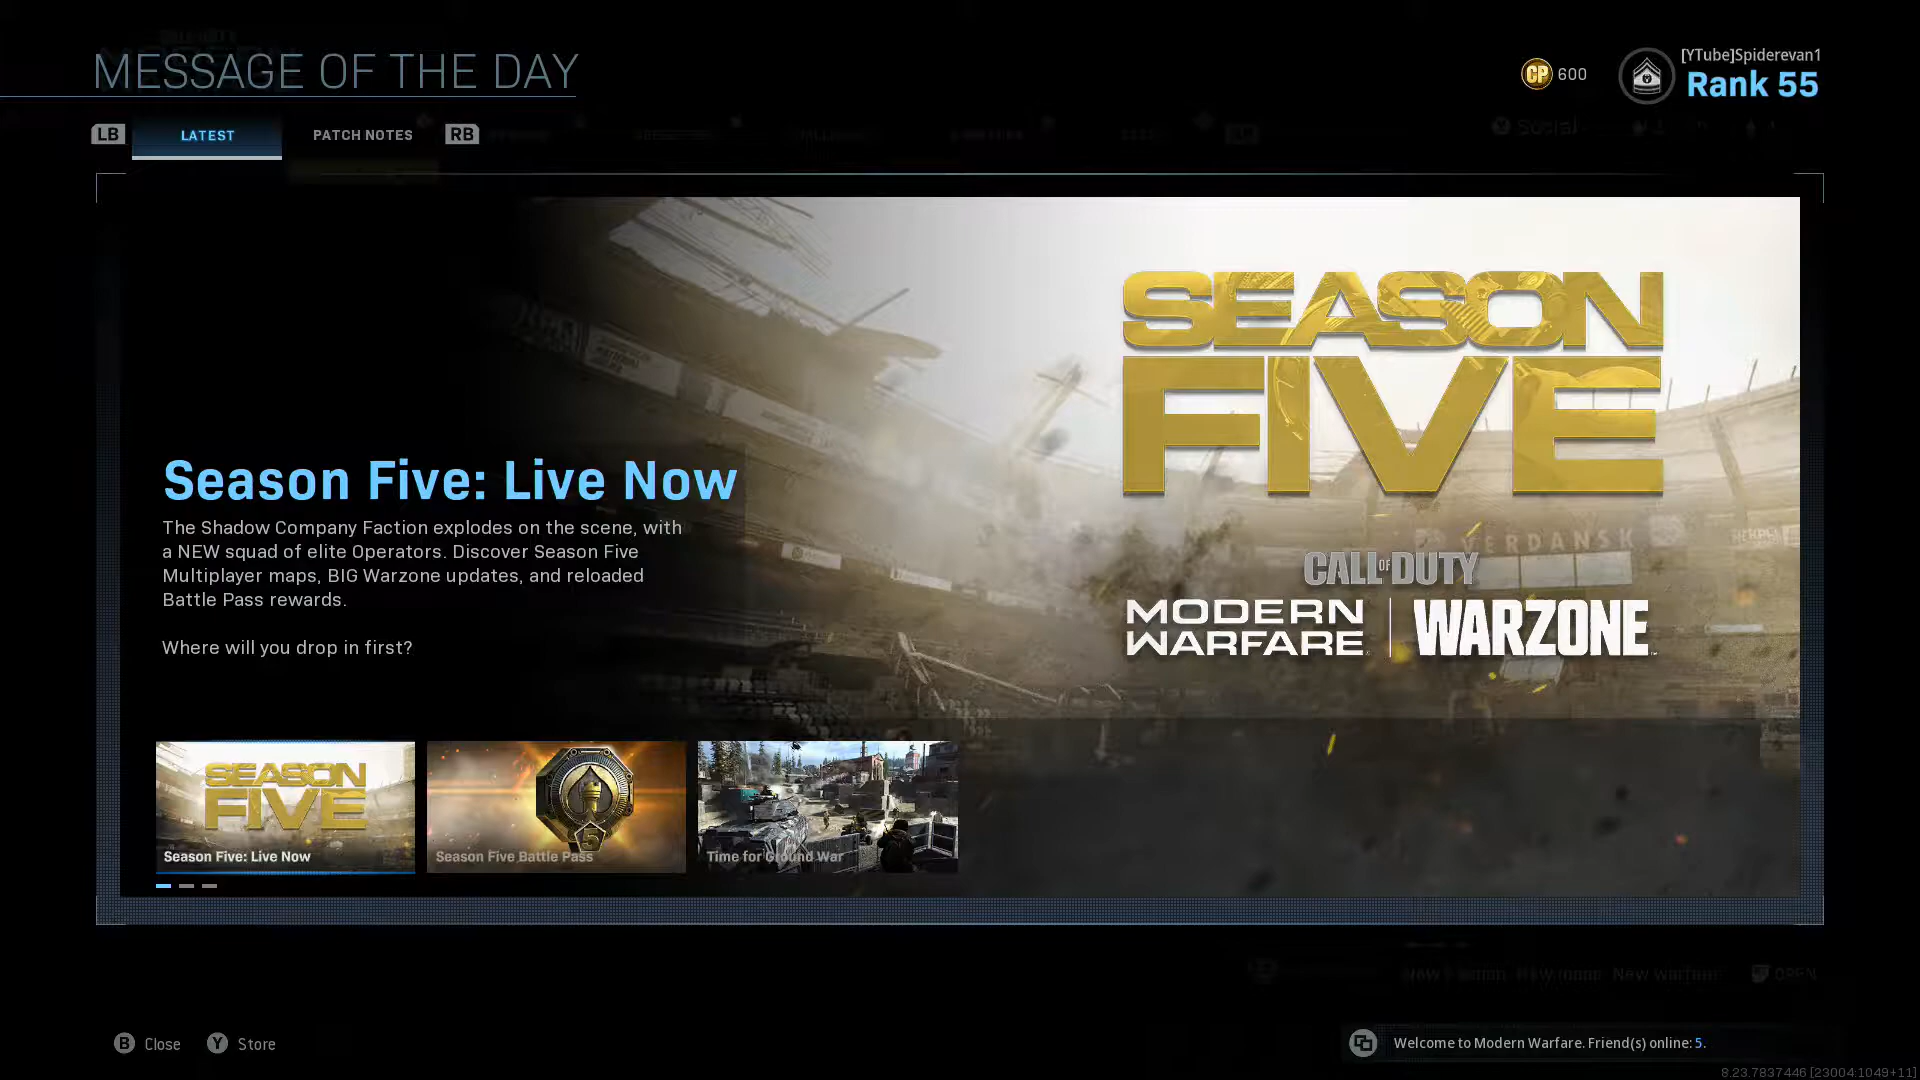 MESSAGE OF THE DAY
CP 600
[YTube]Spiderevan1
Rank 55
LB LATEST PATCH NOTES RB
Social
SEASON
FIVE
VERDANSK
CALL OF DUTY
MODERN
WARFARE
WARZONE
Season Five: Live Now
The Shadow Company Faction explodes on the scene, with
a NEW squad of elite Operators. Discover Season Five
Multiplayer maps, BIG Warzone updates, and reloaded
Battle Pass rewards.
Where will you drop in first?
SEASON
FIVE
Season Five: Live Now
5
Season Five Battle Pass
Time for Ground War
OPEN
B Close Y Store
Welcome to Modern Warfare. Friend(s) online: 5.
8.23.7837446 [23004:1049+11]